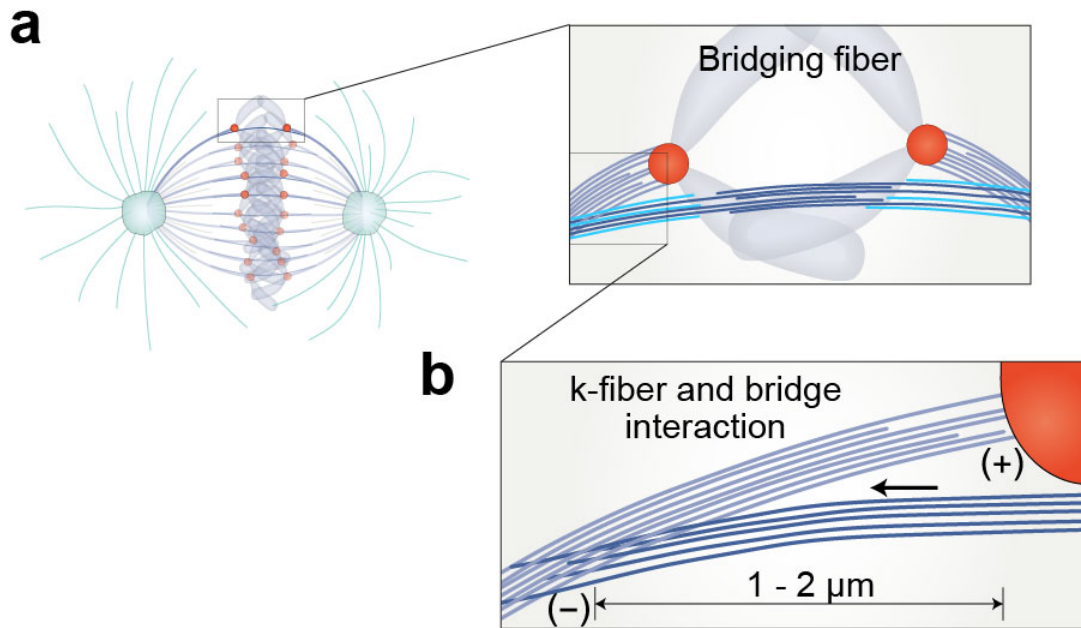 a
Bridging fiber
b
k-fiber and bridge
interaction
(+)
(–)
1 - 2 µm